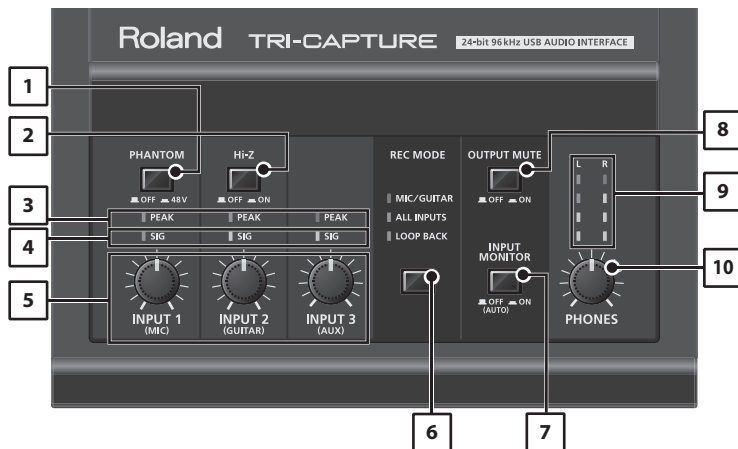 Roland TRI-CAPTURE 24-bit 96kHz USB AUDIO INTERFACE
1
2
3
4
5
6
7
8
9
10
PHANTOM
OFF 48V
Hi-Z
OFF ON
PEAK PEAK PEAK
SIG SIG SIG
INPUT 1 INPUT 2 INPUT 3
(MIC) (GUITAR) (AUX)
REC MODE
MIC/GUITAR
ALL INPUTS
LOOP BACK
OUTPUT MUTE
OFF ON
INPUT
MONITOR
OFF ON
(AUTO)
L R
PHONES